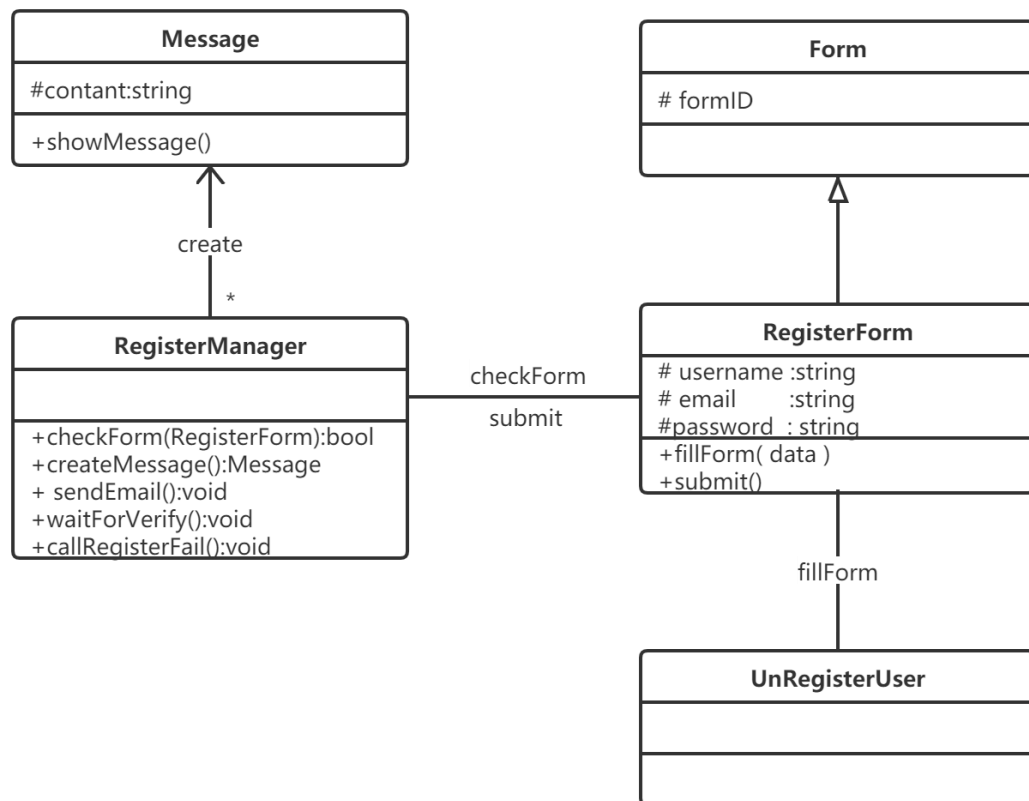 Message
#contant:string
+showMessage()
Form
# formID
create
*
RegisterManager
+checkForm(RegisterForm):bool
+createMessage():Message
+ sendEmail():void
+waitForVerify():void
+callRegisterFail():void
checkForm
submit
RegisterForm
# username :string
# email :string
#password : string
+fillForm( data )
+submit()
fillForm
UnRegisterUser